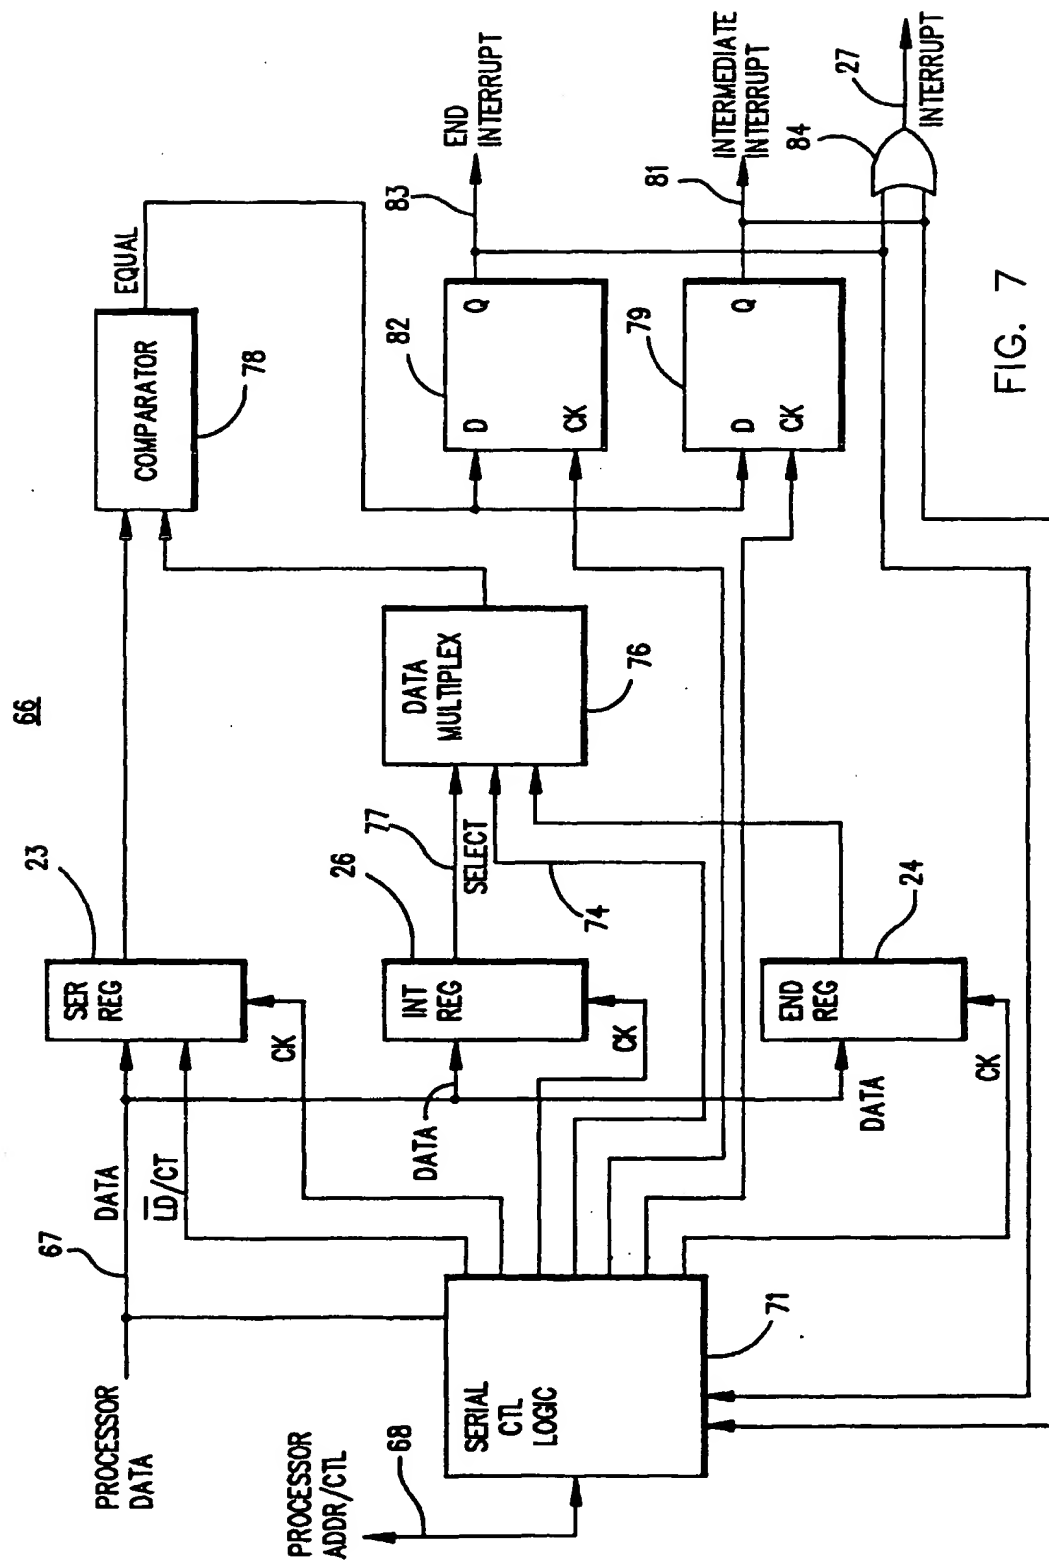 66
PROCESSOR
DATA
67
DATA
LD/CT
CK
SER
REG
23
COMPARATOR
78
EQUAL
PROCESSOR
ADDR/CTL
68
SERIAL
CTL
LOGIC
71
DATA
INT
REG
26
CK
77
SELECT
74
DATA
MULTIPLEX
76
DATA
END
REG
24
CK
D
Q
CK
82
83
END
INTERRUPT
D
Q
CK
79
81
INTERMEDIATE
INTERRUPT
84
27
INTERRUPT
FIG. 7